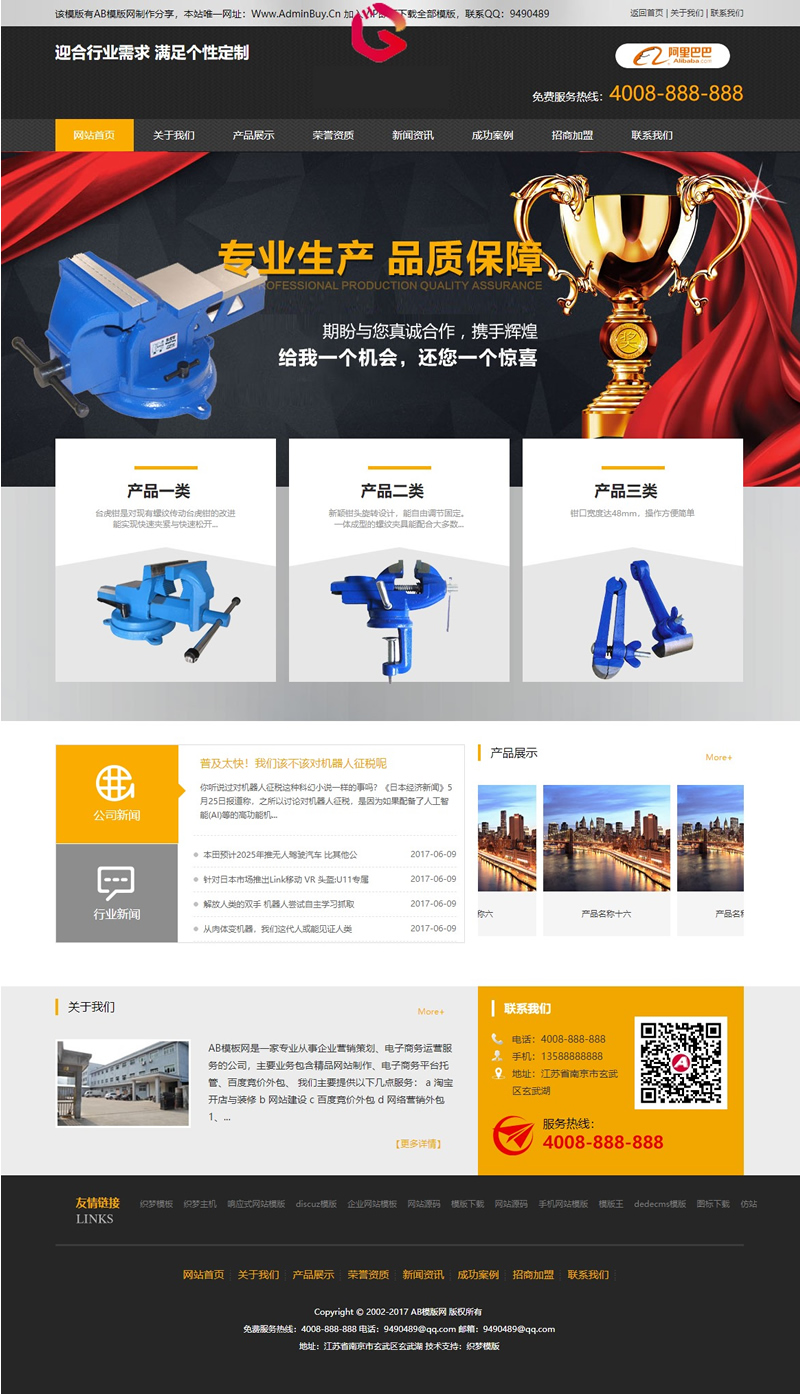 该模版有AB模版网制作分享，本站唯一网址：Www.AdminBuy.Cn 加入VIP即可下载全部模版，联系QQ：9490489
返回首页 | 关于我们 | 联系我们
迎合行业需求 满足个性定制
阿里巴巴
Alibaba.com
免费服务热线：4008-888-888
网站首页 关于我们 产品展示 荣誉资质 新闻资讯 成功案例 招商加盟 联系我们
专业生产 品质保障
PROFESSIONAL PRODUCTION QUALITY ASSURANCE
期盼与您真诚合作，携手辉煌
给我一个机会，还您一个惊喜
奖
产品一类
台虎钳是对现有螺纹传动台虎钳的改进
能实现快速夹紧与快速松开...
产品二类
新颖钳头旋转设计，能自由调节固定。
一体成型的螺纹夹具能配合大多数...
产品三类
钳口宽度达48mm，操作方便简单
公司新闻
行业新闻
普及太快！我们该不该对机器人征税呢
你听说过对机器人征税这种科幻小说一样的事吗？《日本经济新闻》5
月25日报道称，之所以讨论对机器人征税，是因为如果配备了人工智
能(AI)等的高功能机...
本田预计2025年推无人驾驶汽车 比其他公 2017-06-09
针对日本市场推出Link移动 VR 头盔:U11专属 2017-06-09
解放人类的双手 机器人尝试自主学习抓取 2017-06-09
从肉体变机器，我们这代人或能见证人类 2017-06-09
产品展示
More+
称六
产品名称十六
产品名称
关于我们
More+
AB模板网是一家专业从事企业营销策划、电子商务运营服
务的公司，主要业务包含精品网站制作、电子商务平台托
管、百度竞价外包、 我们主要提供以下几点服务： a 淘宝
开店与装修 b 网站建设 c 百度竞价外包 d 网络营销外包
1、...
【更多详情】
联系我们
电话：4008-888-888
手机：13588888888
地址：江苏省南京市玄武
区玄武湖
A
服务热线：
4008-888-888
友情链接
LINKS
织梦模板 织梦主机 响应式网站模版 discuz模版 企业网站模板 网站源码 模版下载 网站源码 手机网站模版 模版王 dedecms模版 图标下载 仿站
网站首页 关于我们 产品展示 荣誉资质 新闻资讯 成功案例 招商加盟 联系我们
Copyright © 2002-2017 AB模版网 版权所有
免费服务热线：4008-888-888 电话：9490489@qq.com 邮箱：9490489@qq.com
地址：江苏省南京市玄武区玄武湖 技术支持：织梦模版